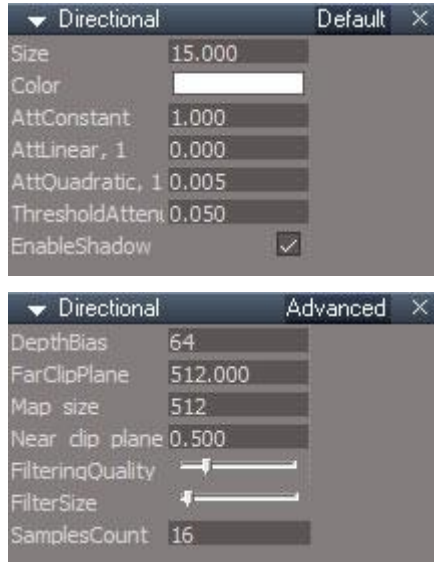 Directional Default
Size 15.000
Color
AttConstant 1.000
AttLinear, 1 0.000
AttQuadratic, 1 0.005
ThresholdAttenu 0.050
EnableShadow
Directional Advanced
DepthBias 64
FarClipPlane 512.000
Map size 512
Near clip plane 0.500
FilteringQuality
FilterSize
SamplesCount 16